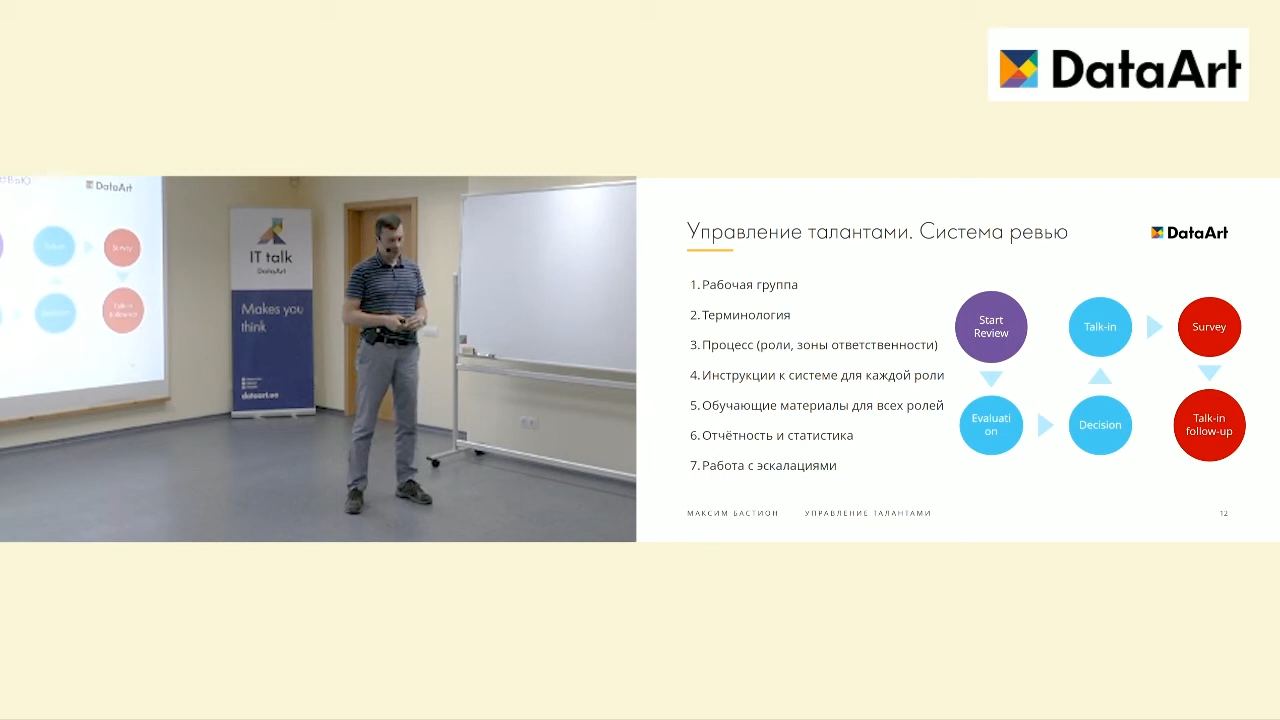 DataArt
DataArt
Survey
IT talk
DataArt
Makes you
think
dataart.ua
Управление талантами. Система ревью
DataArt
1. Рабочая группа
2. Терминология
3. Процесс (роли, зоны ответственности)
4. Инструкции к системе для каждой роли
5. Обучающие материалы для всех ролей
6. Отчётность и статистика
7. Работа с эскалациями
Start
Review
Talk-in
Survey
Evaluati
on
Decision
Talk-in
follow-up
МАКСИМ БАСТИОН
УПРАВЛЕНИЕ ТАЛАНТАМИ
12